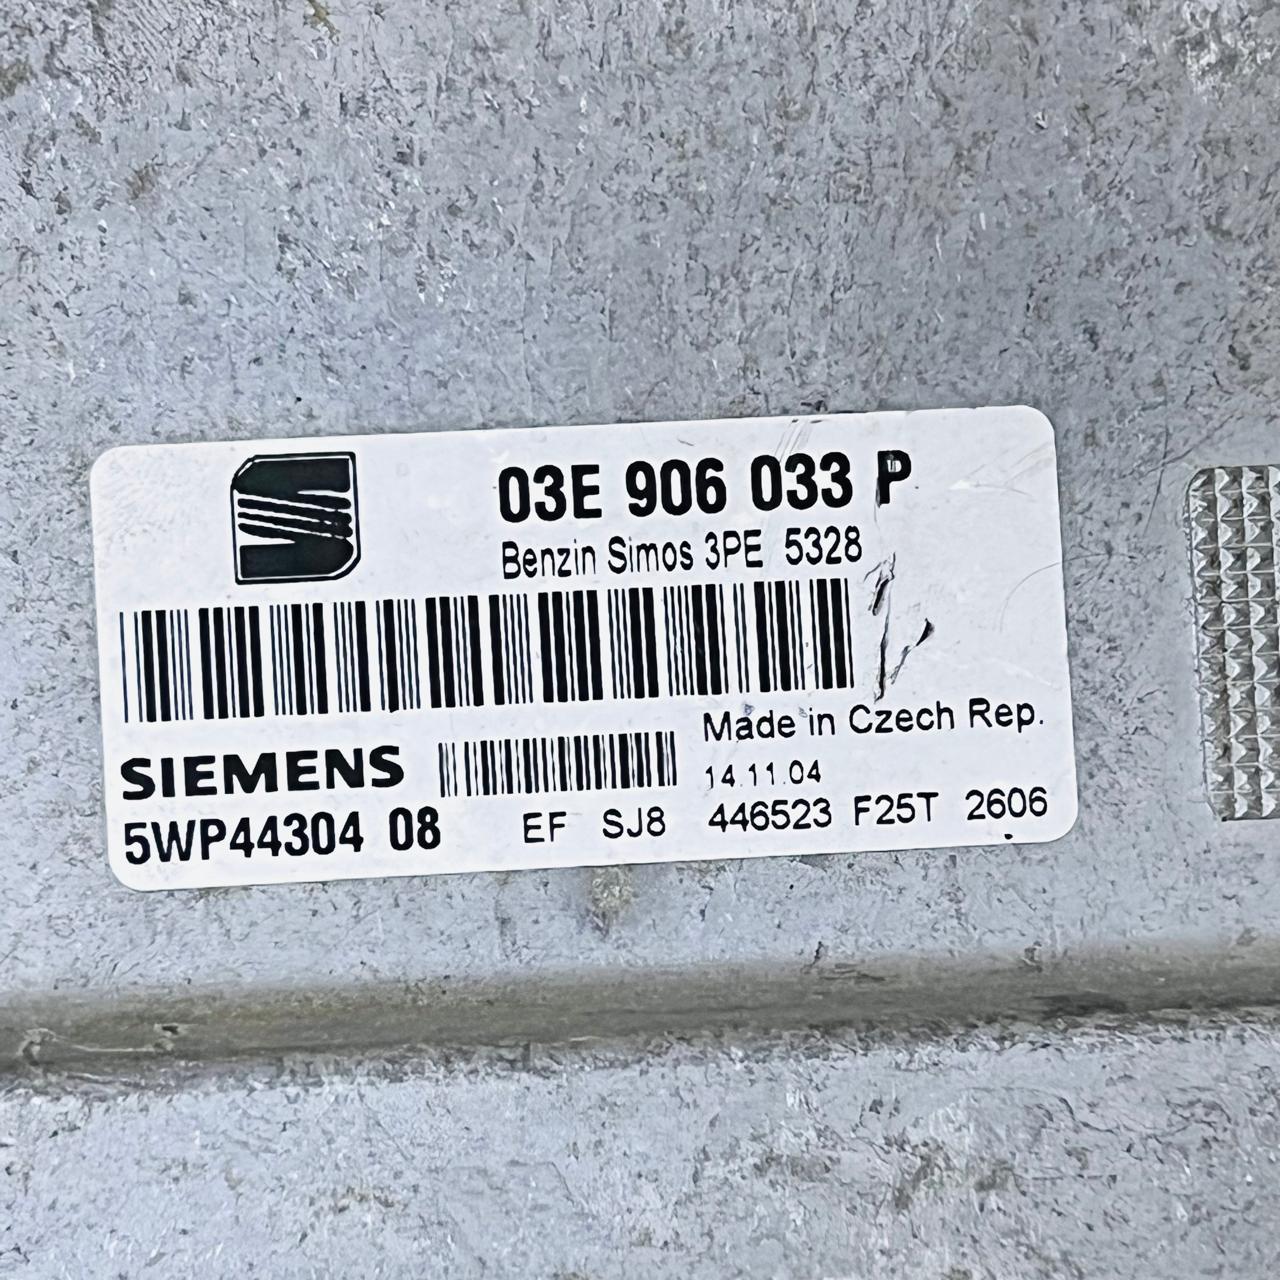 03E 906 033 P
Benzin Simos 3PE 5328
Made in Czech Rep.
SIEMENS
14.11.04
5WP44304 08
EF SJ8 446523 F25T 2606